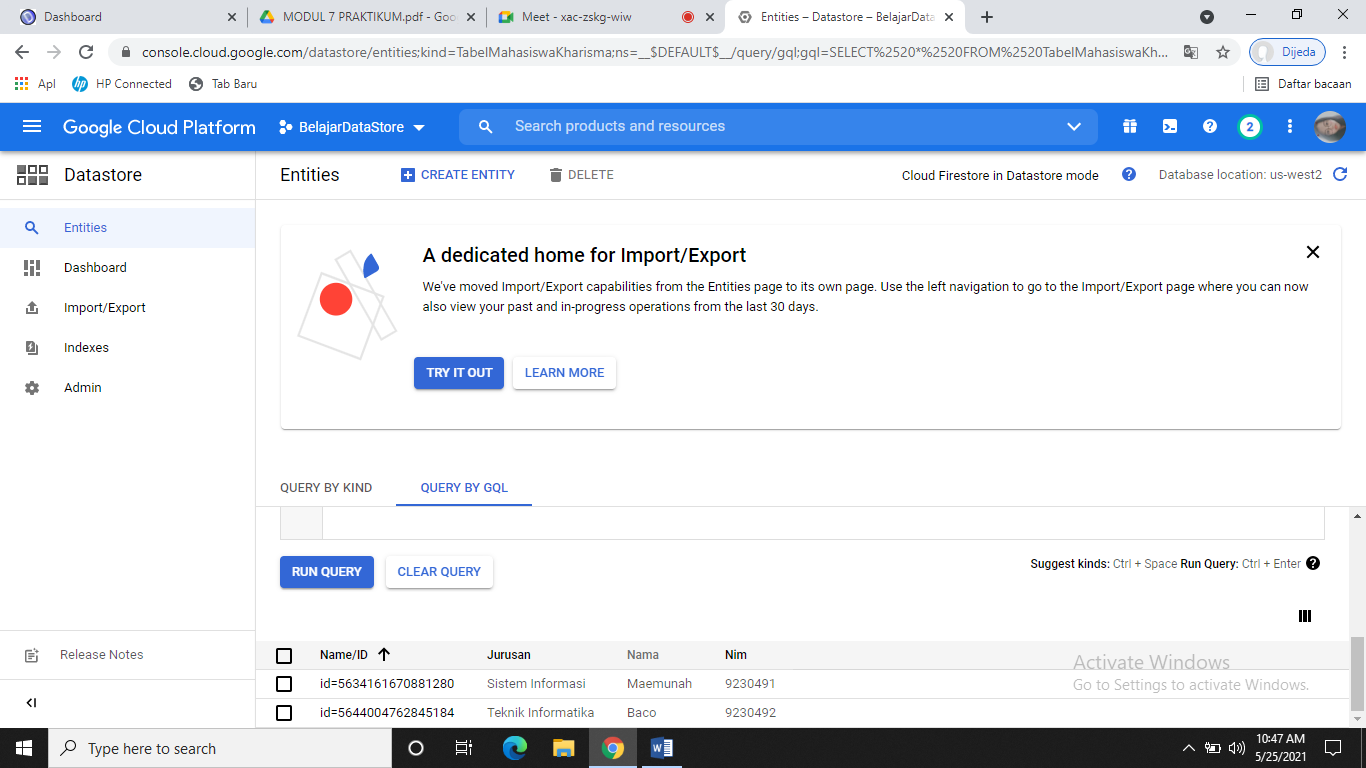 Dashboard
MODUL 7 PRAKTIKUM.pdf - Goo
Meet - xac-zskg-wiw
Entities – Datastore – BelajarData
console.cloud.google.com/datastore/entities;kind=TabelMahasiswaKharisma;ns=__$DEFAULT$__/query/gql;gql=SELECT%2520*%2520FROM%2520TabelMahasiswaKh...
Dijeda
Apl
HP Connected
Tab Baru
Daftar bacaan
Google Cloud Platform
BelajarDataStore
Search products and resources
2
Datastore
Entities
CREATE ENTITY
DELETE
Cloud Firestore in Datastore mode
Database location: us-west2
Entities
Dashboard
Import/Export
Indexes
Admin
A dedicated home for Import/Export
We've moved Import/Export capabilities from the Entities page to its own page. Use the left navigation to go to the Import/Export page where you can now
also view your past and in-progress operations from the last 30 days.
TRY IT OUT
LEARN MORE
QUERY BY KIND
QUERY BY GQL
RUN QUERY
CLEAR QUERY
Suggest kinds: Ctrl + Space Run Query: Ctrl + Enter
Name/ID Jurusan Nama Nim
id=5634161670881280 Sistem Informasi Maemunah 9230491
id=5644004762845184 Teknik Informatika Baco 9230492
Release Notes
Activate Windows
Go to Settings to activate Windows.
Type here to search
10:47 AM
5/25/2021